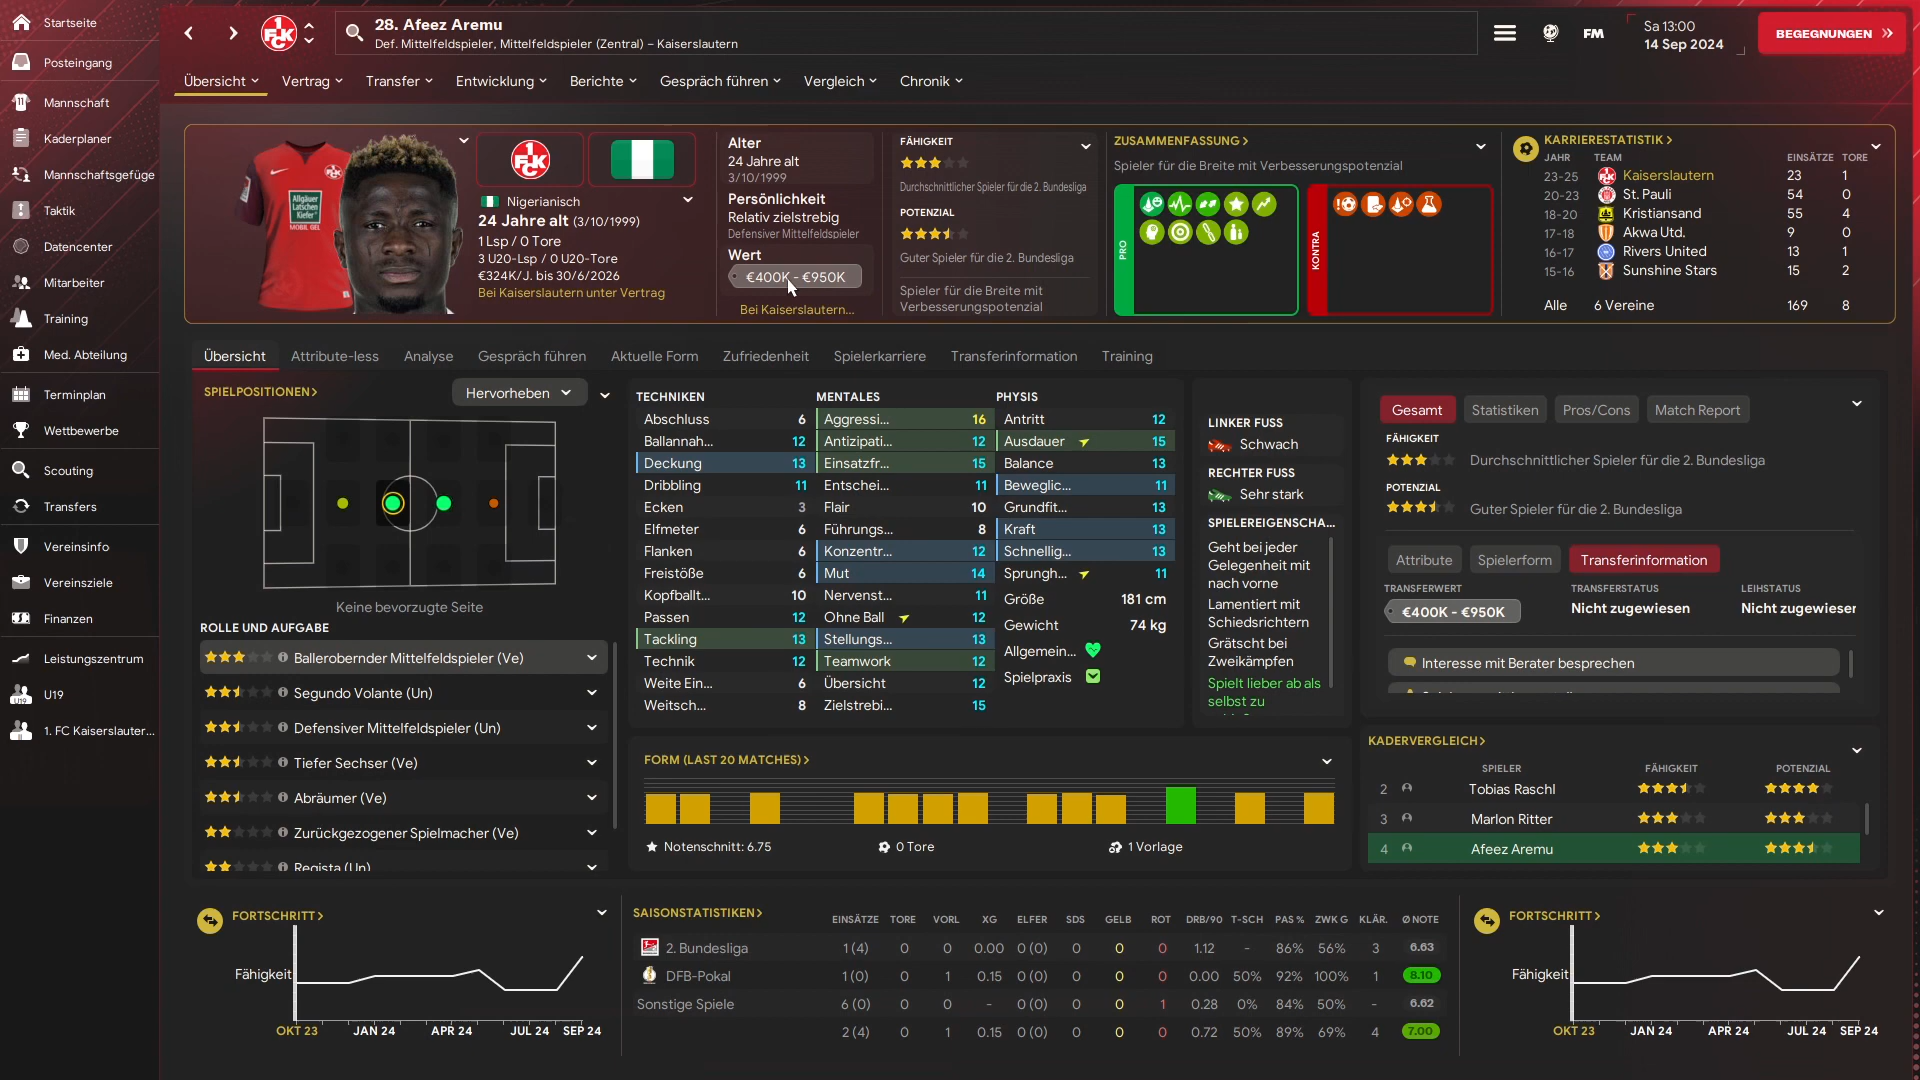 Startseite
Posteingang
Mannschaft
Kaderplaner
Mannschaftsgefüge
Taktik
Datencenter
Mitarbeiter
Training
Med. Abteilung
Terminplan
Wettbewerbe
Scouting
Transfers
Vereinsinfo
Vereinsziele
Finanzen
Leistungszentrum
U19
1. FC Kaiserslauter...
28. Afeez Aremu
Def. Mittelfeldspieler, Mittelfeldspieler (Zentral) – Kaiserslautern
FM
Sa 13:00
14 Sep 2024
BEGEGNUNGEN
Übersicht Vertrag Transfer Entwicklung Berichte Gespräch führen Vergleich Chronik
Allgäuer
Latschen
Kiefer
MOBIL GEL
Nigerianisch
24 Jahre alt (3/10/1999)
1 Lsp / 0 Tore
3 U20-Lsp / 0 U20-Tore
€324K/J. bis 30/6/2026
Bei Kaiserslautern unter Vertrag
Alter
24 Jahre alt
3/10/1999
Persönlichkeit
Relativ zielstrebig
Defensiver Mittelfeldspieler
Wert
€400K - €950K
Bei Kaiserslautern...
FÄHIGKEIT
Durchschnittlicher Spieler für die 2. Bundesliga
POTENZIAL
Guter Spieler für die 2. Bundesliga
Spieler für die Breite mit
Verbesserungspotenzial
ZUSAMMENFASSUNG >
Spieler für die Breite mit Verbesserungspotenzial
PRO
KONTRA
KARRIERESTATISTIK >
JAHR TEAM EINSÄTZE TORE
23-25 Kaiserslautern 23 1
20-23 St. Pauli 54 0
18-20 Kristiansand 55 4
17-18 Akwa Utd. 9 0
16-17 Rivers United 13 1
15-16 Sunshine Stars 15 2
Alle 6 Vereine 169 8
Übersicht Attribute-less Analyse Gespräch führen Aktuelle Form Zufriedenheit Spielerkarriere Transferinformation Training
SPIELPOSITIONEN >
Hervorheben
Keine bevorzugte Seite
ROLLE UND AUFGABE
Ballerobernder Mittelfeldspieler (Ve)
Segundo Volante (Un)
Defensiver Mittelfeldspieler (Un)
Tiefer Sechser (Ve)
Abräumer (Ve)
Zurückgezogener Spielmacher (Ve)
Regista (Un)
TECHNIKEN
Abschluss 6
Ballannah... 12
Deckung 13
Dribbling 11
Ecken 3
Elfmeter 6
Flanken 6
Freistöße 6
Kopfballt... 10
Passen 12
Tackling 13
Technik 12
Weite Ein... 6
Weitsch... 8
MENTALES
Aggressi... 16
Antizipati... 12
Einsatzfr... 15
Entschei... 11
Flair 10
Führungs... 8
Konzentr... 12
Mut 14
Nervenst... 11
Ohne Ball 12
Stellungs... 13
Teamwork 12
Übersicht 12
Zielstrebi... 15
PHYSIS
Antritt 12
Ausdauer 15
Balance 13
Beweglic... 11
Grundfit... 13
Kraft 13
Schnellig... 13
Sprungh... 11
Größe 181 cm
Gewicht 74 kg
Allgemein...
Spielpraxis
LINKER FUSS
Schwach
RECHTER FUSS
Sehr stark
SPIELEREIGENSCHA...
Geht bei jeder
Gelegenheit mit
nach vorne
Lamentiert mit
Schiedsrichtern
Grätscht bei
Zweikämpfen
Spielt lieber ab als
selbst zu
Gesamt Statistiken Pros/Cons Match Report
FÄHIGKEIT
Durchschnittlicher Spieler für die 2. Bundesliga
POTENZIAL
Guter Spieler für die 2. Bundesliga
Attribute Spielerform Transferinformation
TRANSFERWERT TRANSFERSTATUS LEIHSTATUS
€400K - €950K Nicht zugewiesen Nicht zugewiesen
Interesse mit Berater besprechen
FORM (LAST 20 MATCHES) >
Notenschnitt: 6.75 0 Tore 1 Vorlage
KADERVERGLEICH >
SPIELER FÄHIGKEIT POTENZIAL
2 Tobias Raschl
3 Marlon Ritter
4 Afeez Aremu
FORTSCHRITT >
Fähigkeit
OKT 23 JAN 24 APR 24 JUL 24 SEP 24
SAISONSTATISTIKEN >
EINSÄTZE TORE VORL XG ELFER SDS GELB ROT DRB/90 T-SCH PAS % ZWK G KLÄR. Ø NOTE
2. Bundesliga 1 (4) 0 0 0.00 0 (0) 0 0 0 1.12 - 86% 56% 3 6.63
DFB-Pokal 1 (0) 0 1 0.15 0 (0) 0 0 0 0.00 50% 92% 100% 1 8.10
Sonstige Spiele 6 (0) 0 0 - 0 (0) 0 0 1 0.28 0% 84% 50% - 6.62
2 (4) 0 1 0.15 0 (0) 0 0 0 0.72 50% 89% 69% 4 7.00
FORTSCHRITT >
Fähigkeit
OKT 23 JAN 24 APR 24 JUL 24 SEP 24